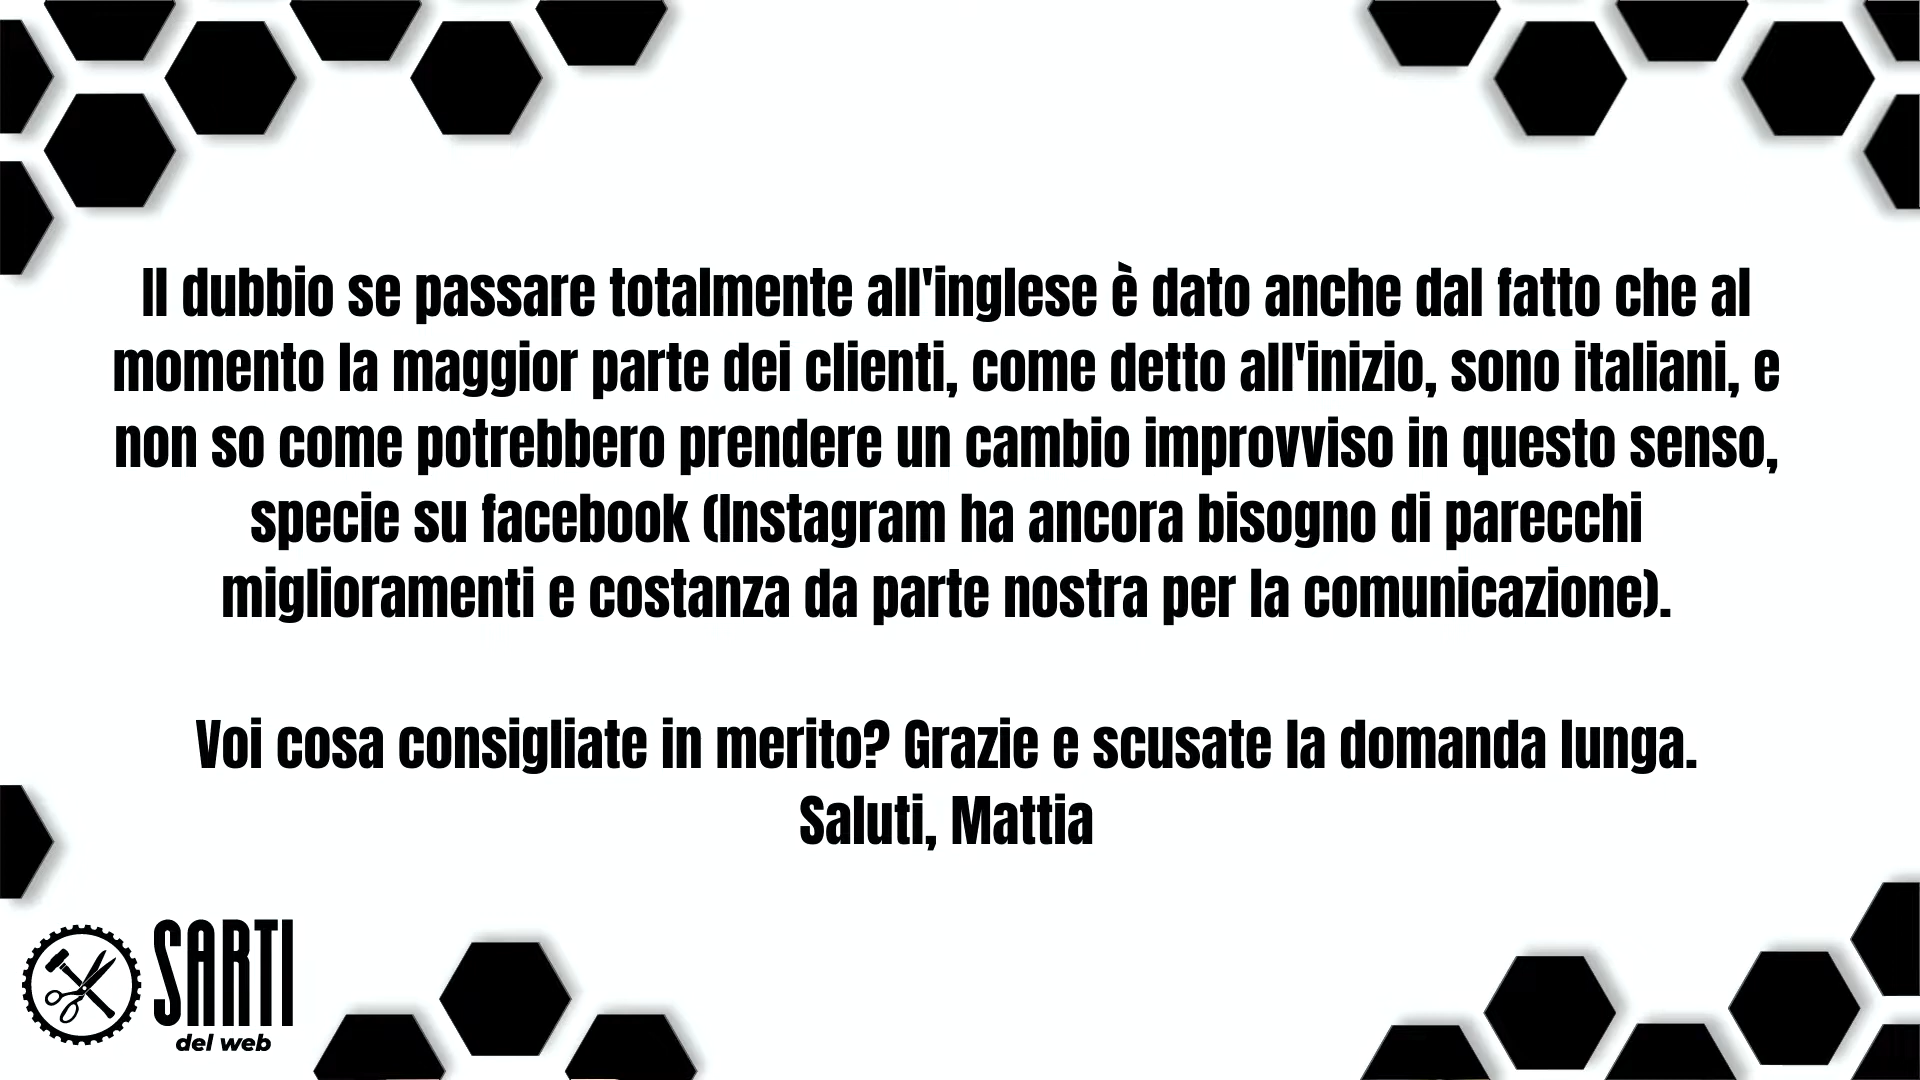 Il dubbio se passare totalmente all'inglese è dato anche dal fatto che al
momento la maggior parte dei clienti, come detto all'inizio, sono italiani, e
non so come potrebbero prendere un cambio improvviso in questo senso,
specie su facebook (Instagram ha ancora bisogno di parecchi
miglioramenti e costanza da parte nostra per la comunicazione).
Voi cosa consigliate in merito? Grazie e scusate la domanda lunga.
Saluti, Mattia
SARTI
del web